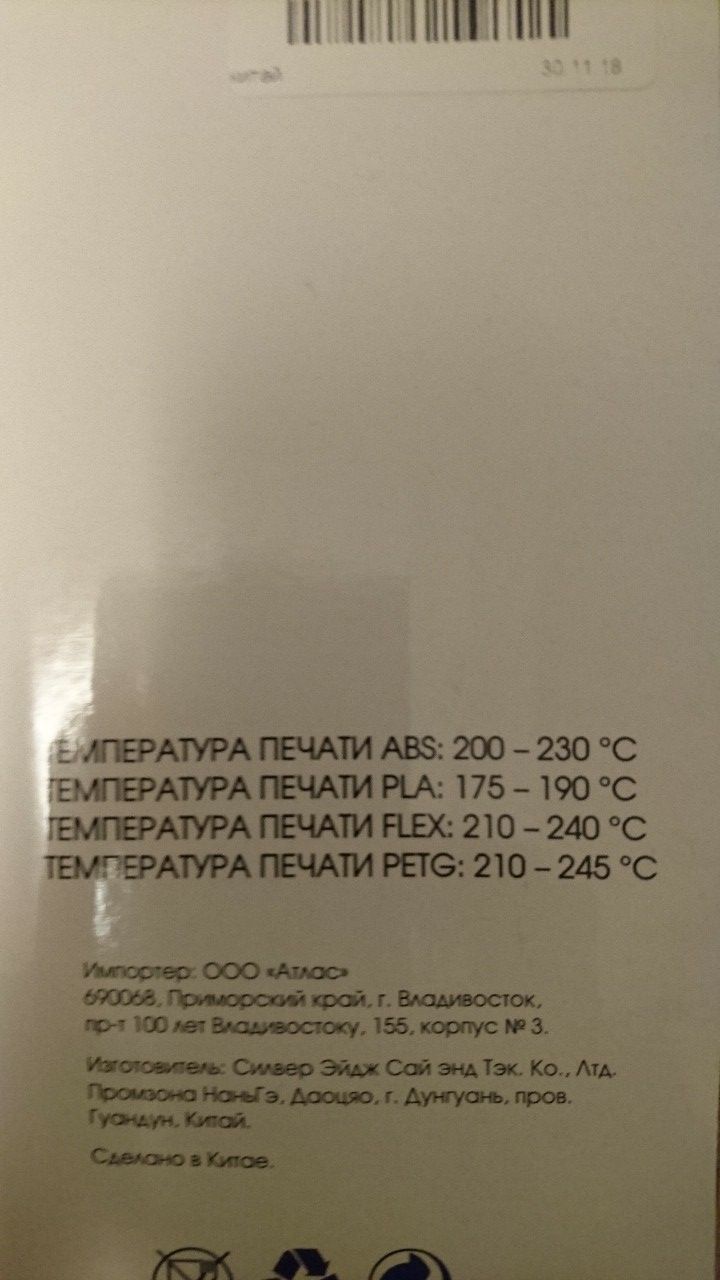 30.11.18
ТЕМПЕРАТУРА ПЕЧАТИ ABS: 200 – 230 °C
ТЕМПЕРАТУРА ПЕЧАТИ PLA: 175 – 190 °C
ТЕМПЕРАТУРА ПЕЧАТИ FLEX: 210 – 240 °C
ТЕМПЕРАТУРА ПЕЧАТИ PETG: 210 – 245 °C
Импортер: ООО «Атлас»
690068, Приморский край, г. Владивосток,
пр-т 100 лет Владивостоку, 155, корпус № 3.
Изготовитель: Силвер Эйдж Сай энд Тэк. Ко., Лтд.
Промзона НаньГэ, Даоцяо, г. Дунгуань, пров.
Гуандун, Китай.
Сделано в Китае.